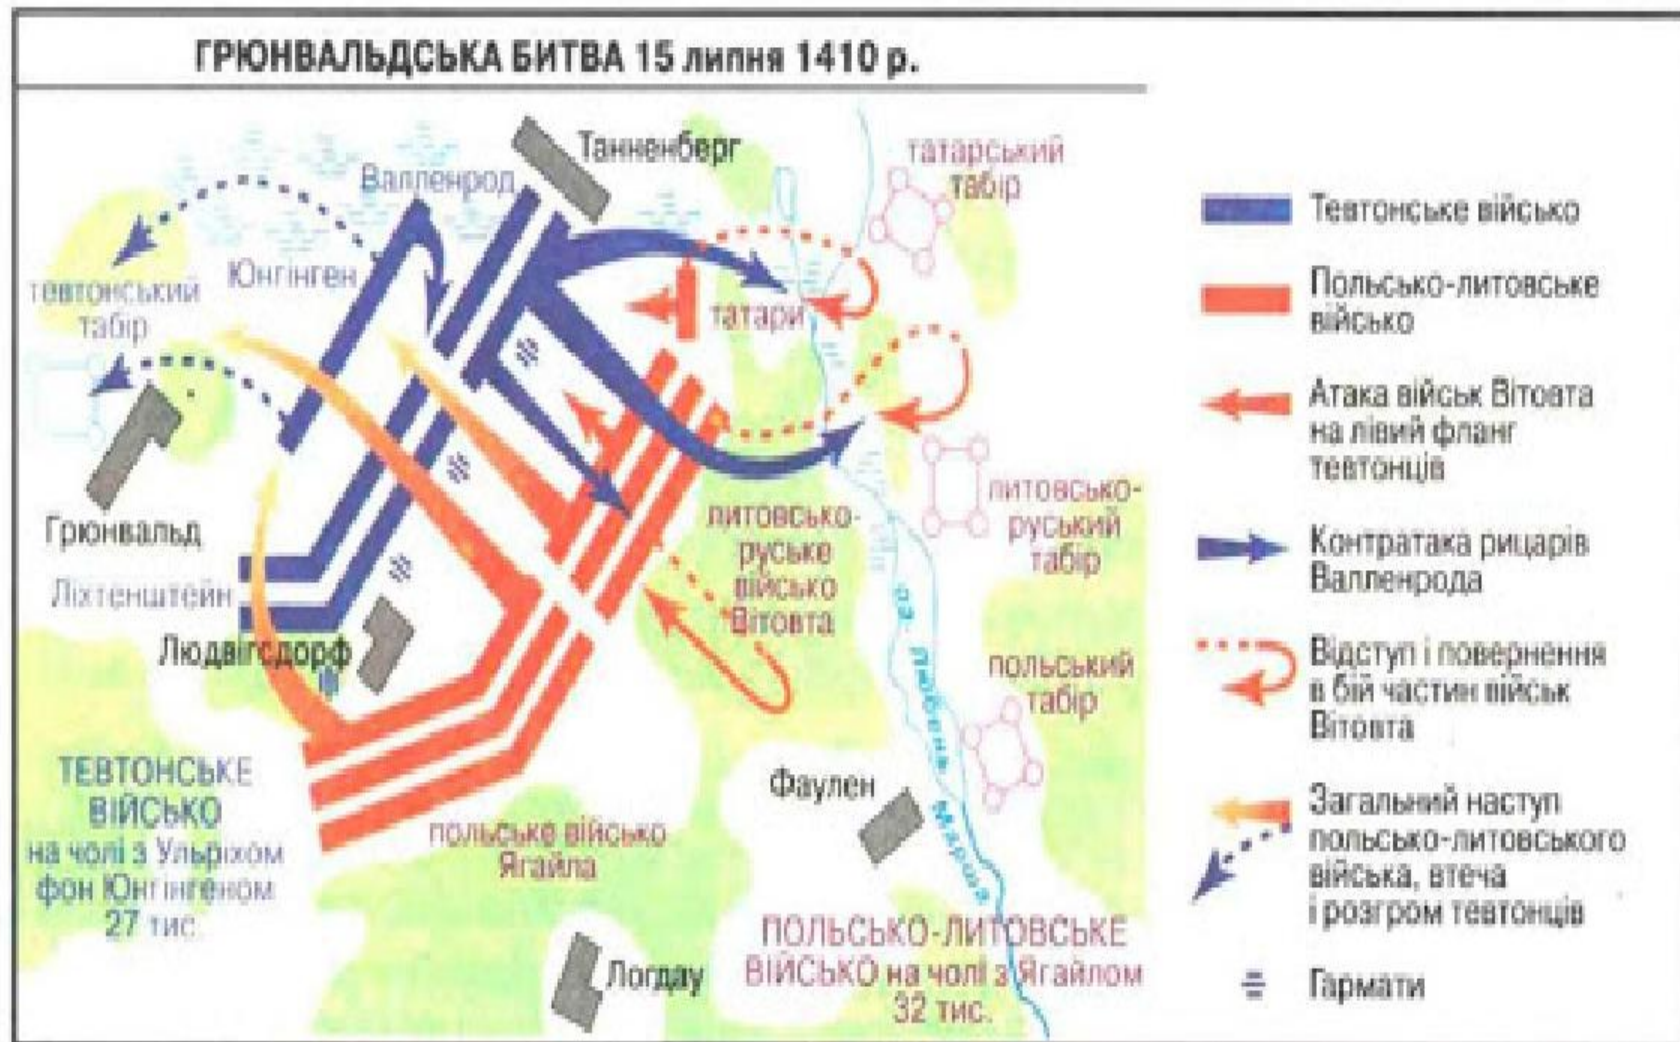 ГРЮНВАЛЬДСЬКА БИТВА 15 липня 1410 р.
Танненберг
Валленрод
татарський
табір
Юнгінген
тевтонський
табір
татари
Грюнвальд
Ліхтенштейн
Людвігсдорф
литовсько-
руське
військо
Вітовта
литовсько-
руський
табір
оз. Любень
Мароз
польський
табір
Фаулен
ТЕВТОНСЬКЕ
ВІЙСЬКО
на чолі з Ульріхом
фон Юнгінгеном
27 тис.
польське військо
Ягайла
Логдау
ПОЛЬСЬКО-ЛИТОВСЬКЕ
ВІЙСЬКО на чолі з Ягайлом
32 тис.
Тевтонське військо
Польсько-литовське
військо
Атака військ Вітовта
на лівий фланг
тевтонців
Контратака рицарів
Валленрода
Відступ і повернення
в бій частин військ
Вітовта
Загальний наступ
польсько-литовського
війська, втеча
і розгром тевтонців
Гармати